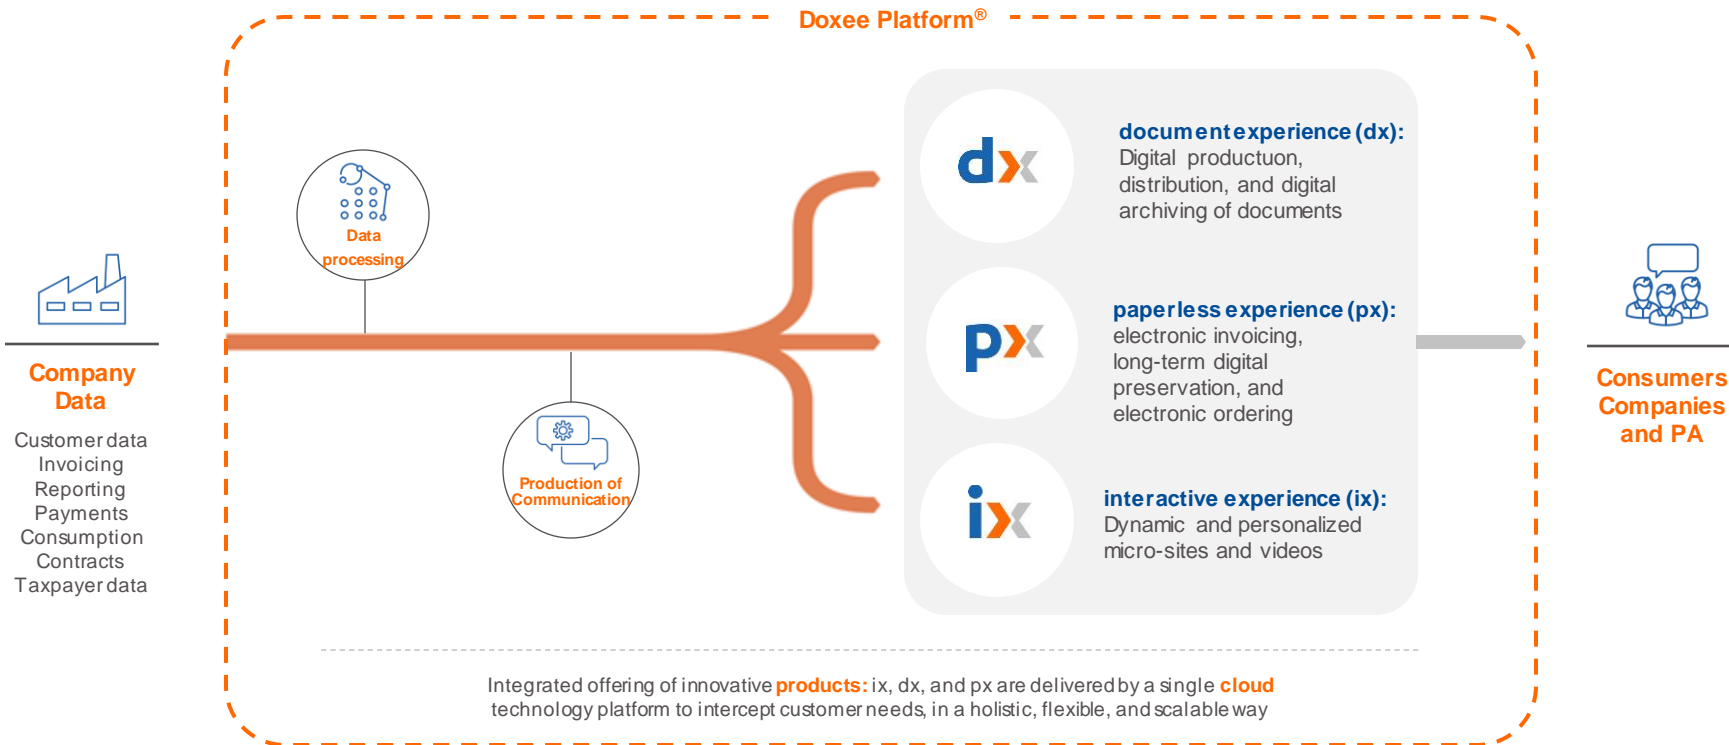 Doxee Platform®
Data
processing
Production of
Communication
Company
Data
Customer data
Invoicing
Reporting
Payments
Consumption
Contracts
Taxpayer data
dx
document experience (dx):
Digital productuon,
distribution, and digital
archiving of documents
px
paperless experience (px):
electronic invoicing,
long-term digital
preservation, and
electronic ordering
ix
interactive experience (ix):
Dynamic and personalized
micro-sites and videos
Consumers
Companies
and PA
Integrated offering of innovative products: ix, dx, and px are delivered by a single cloud
technology platform to intercept customer needs, in a holistic, flexible, and scalable way